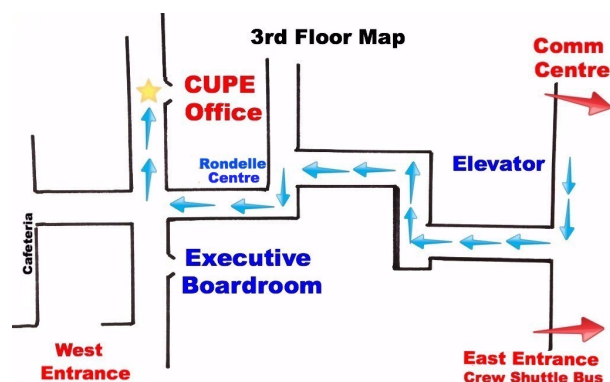 3rd Floor Map
Comm
Centre
CUPE
Office
Rondelle
Centre
Elevator
Cafeteria
Executive
Boardroom
West
Entrance
East Entrance
Crew Shuttle Bus